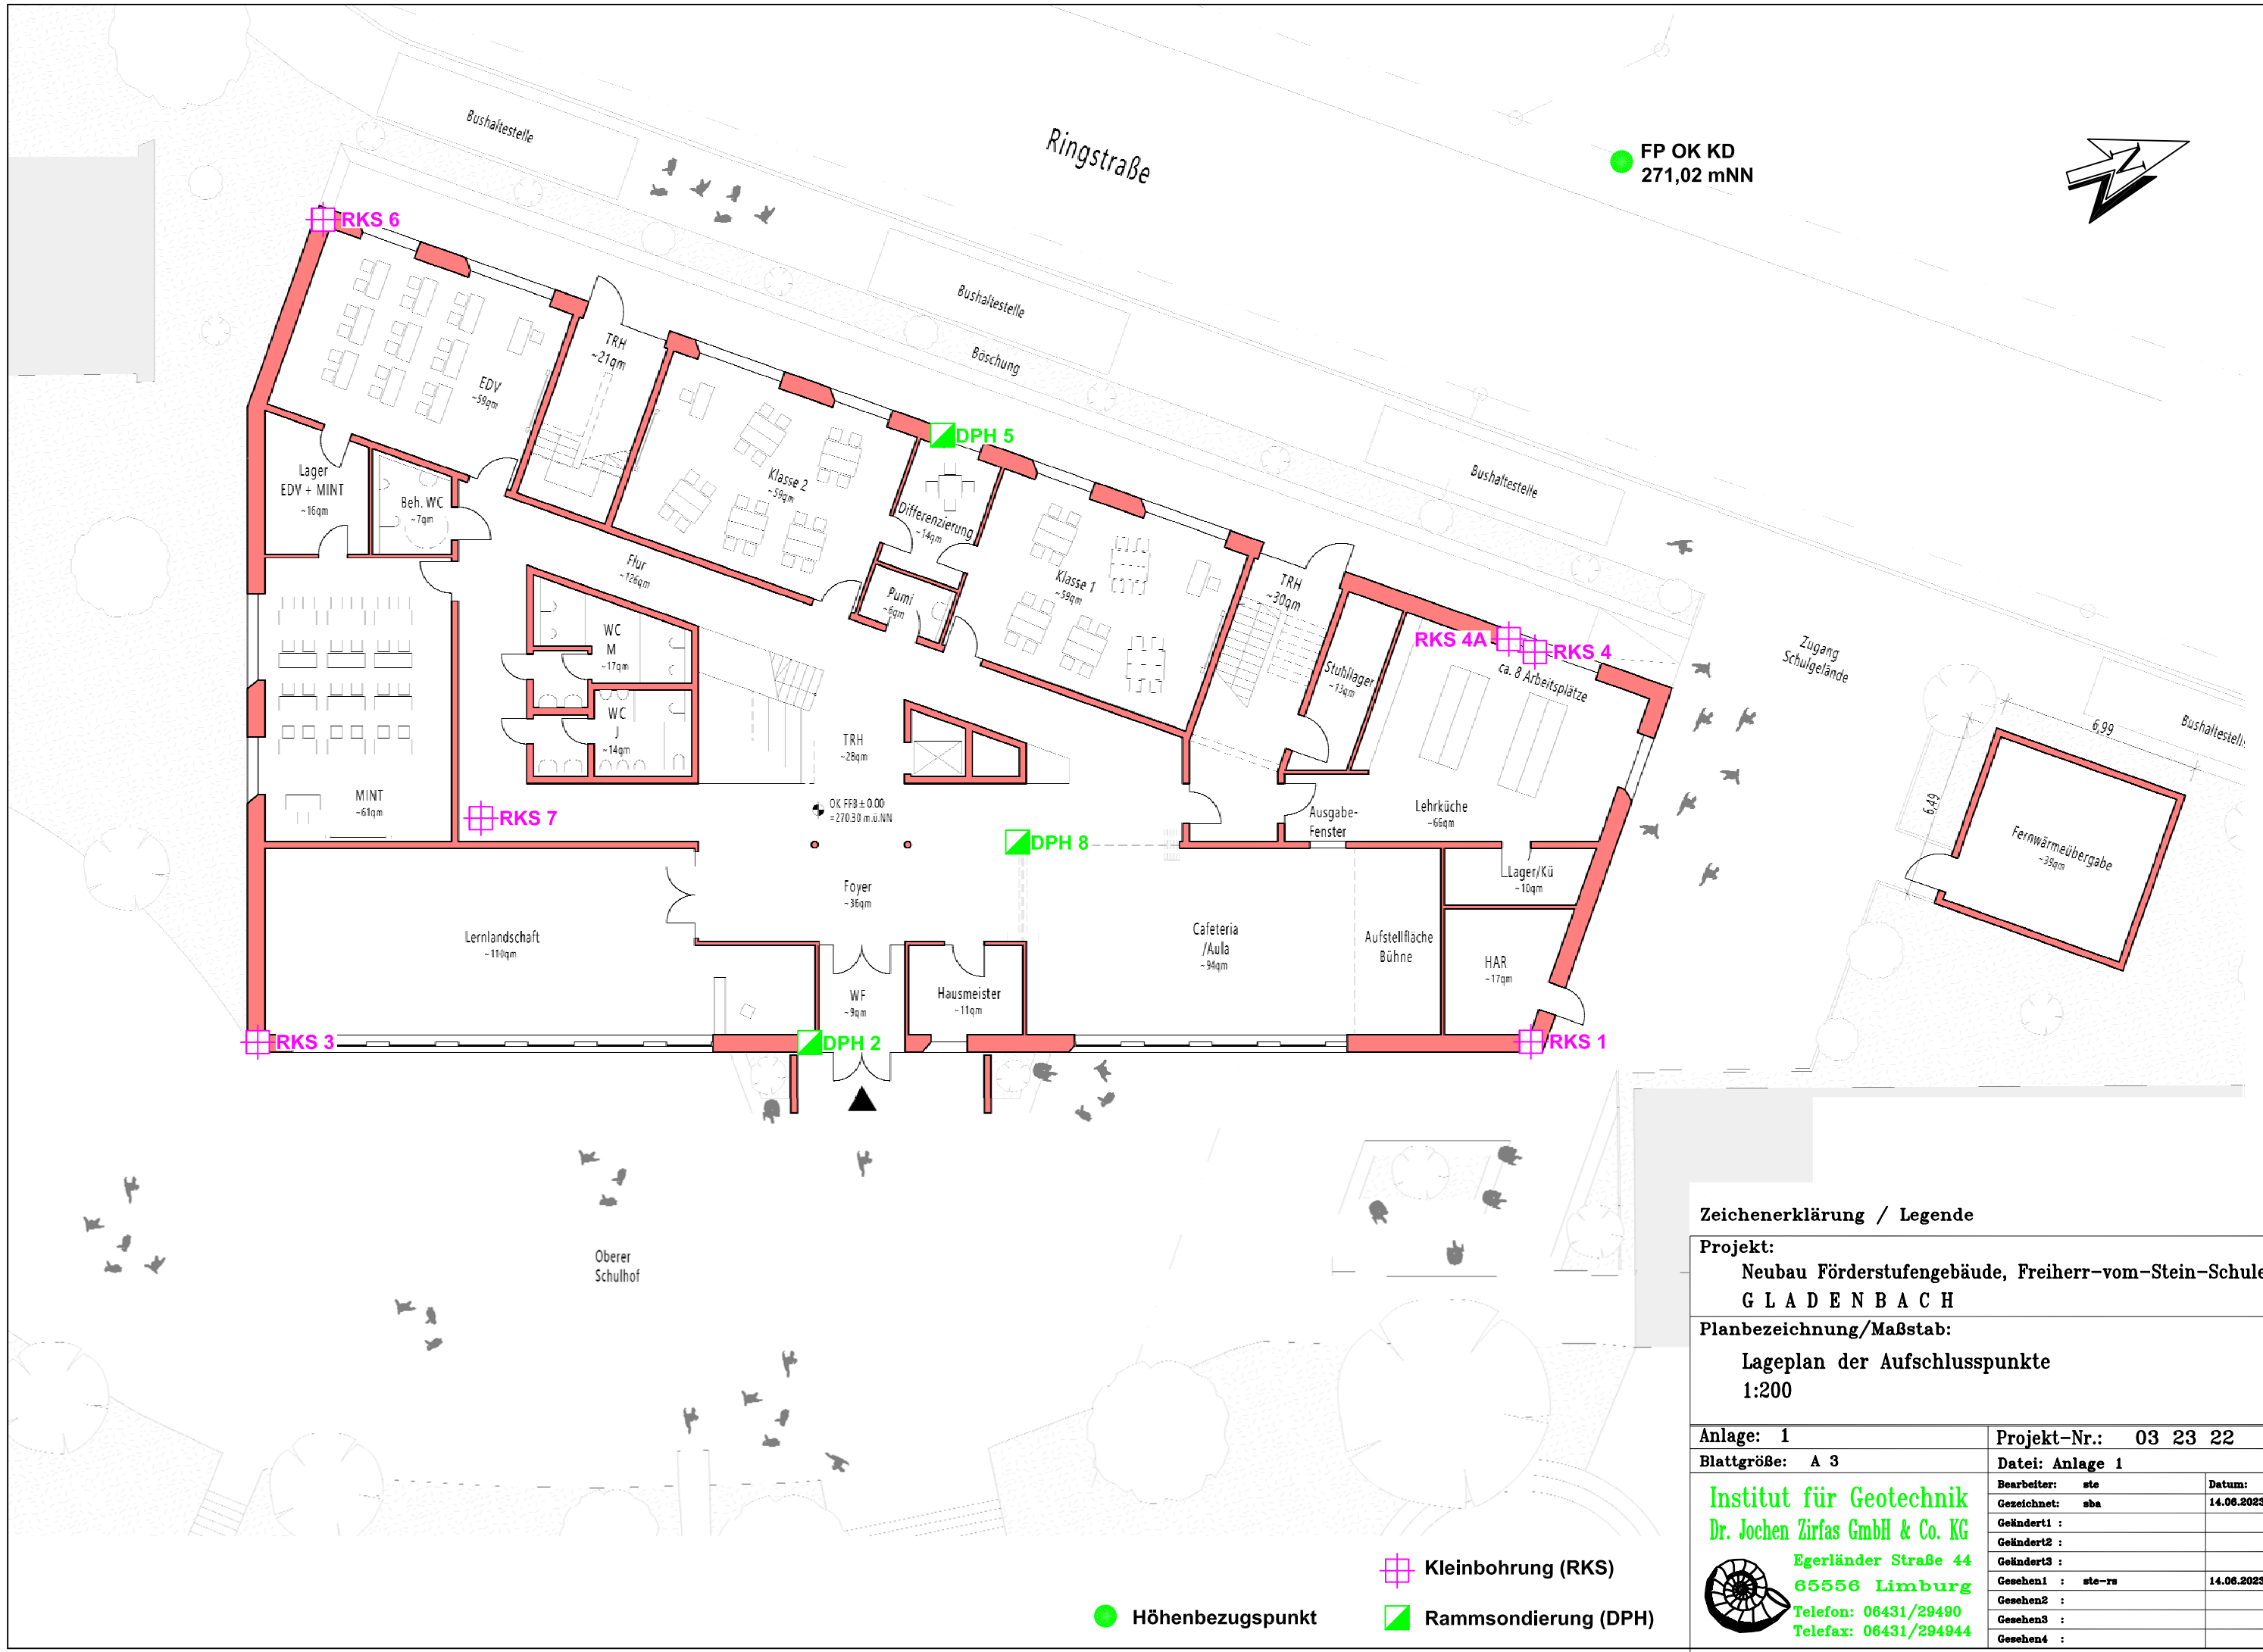 Bushaltestelle
Ringstraße
FP OK KD
271,02 mNN
N
RKS 6
Bushaltestelle
TRH
~21qm
EDV
~59qm
Böschung
DPH 5
Lager
EDV + MINT
~16qm
Beh. WC
~7qm
Klasse 2
~59qm
Differenzierung
~14qm
Bushaltestelle
Flur
~126qm
Pumi
~6qm
Klasse 1
~59qm
TRH
~30qm
WC
M
~17qm
RKS 4A
RKS 4
Stuhllager
~13qm
ca. 8 Arbeitsplätze
Zugang
Schulgelände
WC
J
~14qm
TRH
~28qm
6,99
Bushaltestelle
MINT
~61qm
RKS 7
OK FFB ± 0.00
=270.30 m.ü.NN
Ausgabe-
Fenster
Lehrküche
~66qm
6,49
Fernwärmeübergabe
~39qm
DPH 8
Foyer
~36qm
Lager/Kü
~10qm
Lernlandschaft
~110qm
Cafeteria
/Aula
~94qm
Aufstellfläche
Bühne
HAR
~17qm
WF
~9qm
Hausmeister
~11qm
RKS 3
DPH 2
RKS 1
Oberer
Schulhof
Zeichenerklärung / Legende
Projekt:
Neubau Förderstufengebäude, Freiherr-vom-Stein-Schule
G L A D E N B A C H
Planbezeichnung/Maßstab:
Lageplan der Aufschlusspunkte
1:200
Anlage: 1
Projekt-Nr.: 03 23 22
Blattgröße: A 3
Datei: Anlage 1
Institut für Geotechnik
Dr. Jochen Zirfas GmbH & Co. KG
Egerländer Straße 44
65556 Limburg
Telefon: 06431/29490
Telefax: 06431/294944
Bearbeiter: ste Datum:
Gezeichnet: sba 14.06.2023
Geändert1 :
Geändert2 :
Geändert3 :
Gesehen1 : ste-rs 14.06.2023
Gesehen2 :
Gesehen3 :
Gesehen4 :
Kleinbohrung (RKS)
Höhenbezugspunkt
Rammsondierung (DPH)